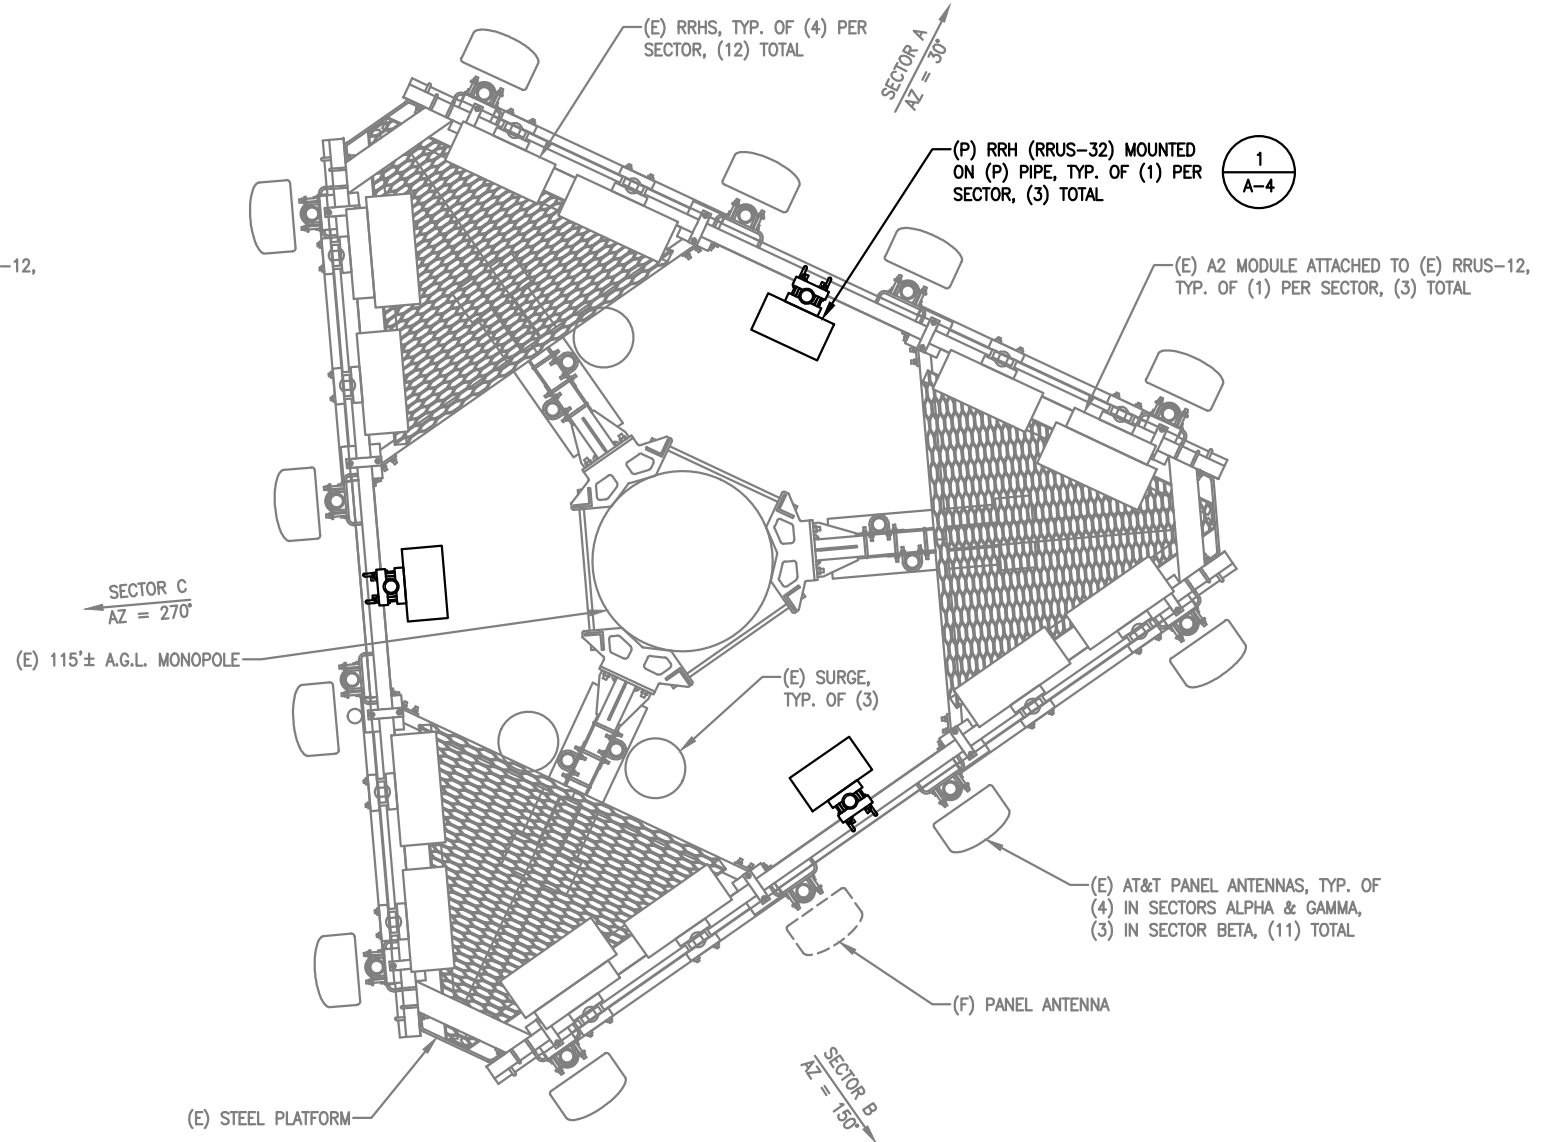 (E) RRHS, TYP. OF (4) PER
SECTOR, (12) TOTAL
SECTOR A
AZ = 30°
(P) RRH (RRUS-32) MOUNTED
ON (P) PIPE, TYP. OF (1) PER
SECTOR, (3) TOTAL
1
A-4
-12,
(E) A2 MODULE ATTACHED TO (E) RRUS-12,
TYP. OF (1) PER SECTOR, (3) TOTAL
SECTOR C
AZ = 270°
(E) 115'± A.G.L. MONOPOLE
(E) SURGE,
TYP. OF (3)
(E) AT&T PANEL ANTENNAS, TYP. OF
(4) IN SECTORS ALPHA & GAMMA,
(3) IN SECTOR BETA, (11) TOTAL
(F) PANEL ANTENNA
SECTOR B
AZ = 150°
(E) STEEL PLATFORM